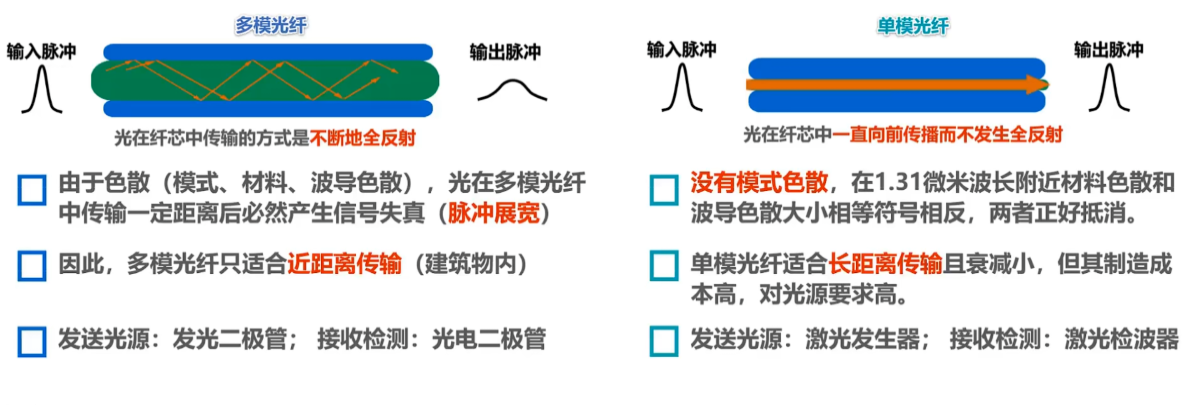 多模光纤
输入脉冲
输出脉冲
光在纤芯中传输的方式是不断地全反射
由于色散（模式、材料、波导色散），光在多模光纤
中传输一定距离后必然产生信号失真（脉冲展宽）
因此，多模光纤只适合近距离传输（建筑物内）
发送光源：发光二极管； 接收检测：光电二极管
单模光纤
输入脉冲
输出脉冲
光在纤芯中一直向前传播而不发生全反射
没有模式色散，在1.31微米波长附近材料色散和
波导色散大小相等符号相反，两者正好抵消。
单模光纤适合长距离传输且衰减小，但其制造成
本高，对光源要求高。
发送光源：激光发生器； 接收检测：激光检波器